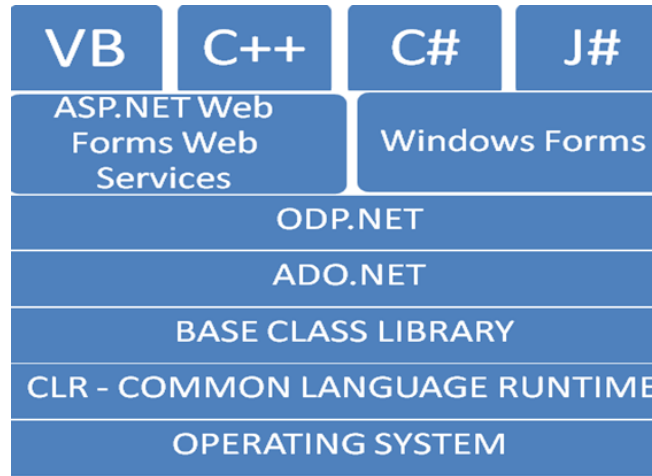 VB C++ C# J#
ASP.NET Web
Forms Web
Services
Windows Forms
ODP.NET
ADO.NET
BASE CLASS LIBRARY
CLR - COMMON LANGUAGE RUNTIME
OPERATING SYSTEM